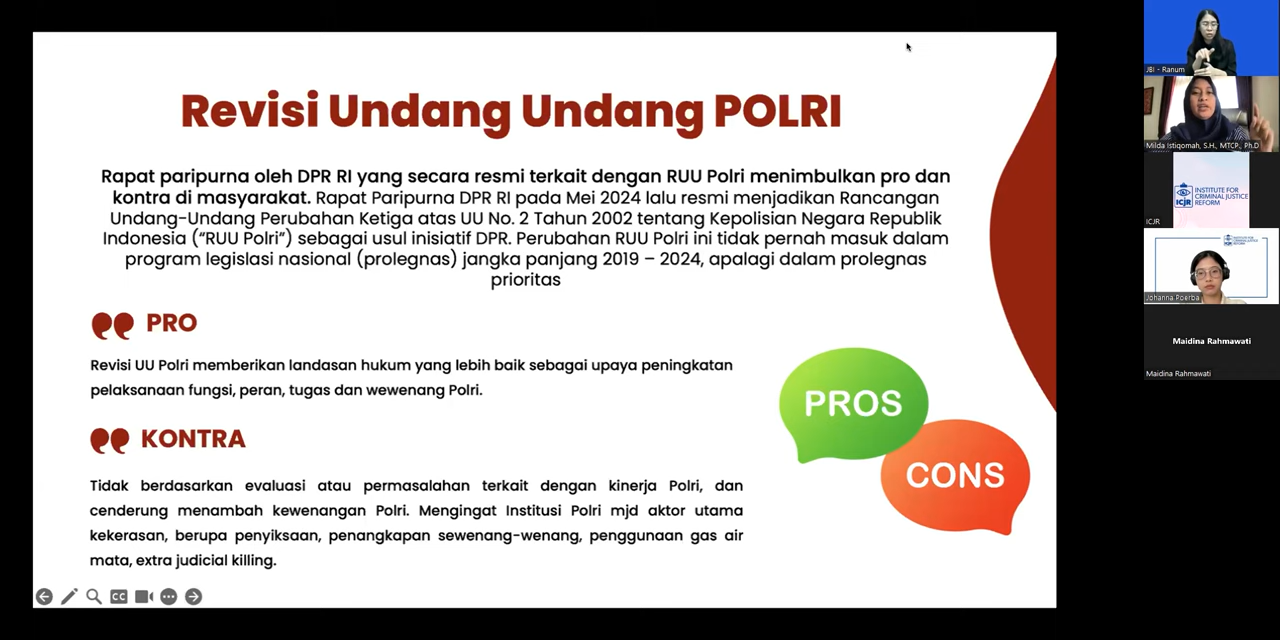 Revisi Undang Undang POLRI
Rapat paripurna oleh DPR RI yang secara resmi terkait dengan RUU Polri menimbulkan pro dan
kontra di masyarakat. Rapat Paripurna DPR RI pada Mei 2024 lalu resmi menjadikan Rancangan
Undang-Undang Perubahan Ketiga atas UU No. 2 Tahun 2002 tentang Kepolisian Negara Republik
Indonesia (“RUU Polri”) sebagai usul inisiatif DPR. Perubahan RUU Polri ini tidak pernah masuk dalam
program legislasi nasional (prolegnas) jangka panjang 2019 – 2024, apalagi dalam prolegnas
prioritas
PRO
Revisi UU Polri memberikan landasan hukum yang lebih baik sebagai upaya peningkatan
pelaksanaan fungsi, peran, tugas dan wewenang Polri.
KONTRA
Tidak berdasarkan evaluasi atau permasalahan terkait dengan kinerja Polri, dan
cenderung menambah kewenangan Polri. Mengingat Institusi Polri mjd aktor utama
kekerasan, berupa penyiksaan, penangkapan sewenang-wenang, penggunaan gas air
mata, extra judicial killing.
PROS
CONS
CC
JBI - Ranum
Milda Istiqomah, S.H., MTCP., Ph.D
ICJR
INSTITUTE FOR
CRIMINAL JUSTICE
REFORM
ICJR
Johanna Poerba
Maidina Rahmawati
Maidina Rahmawati